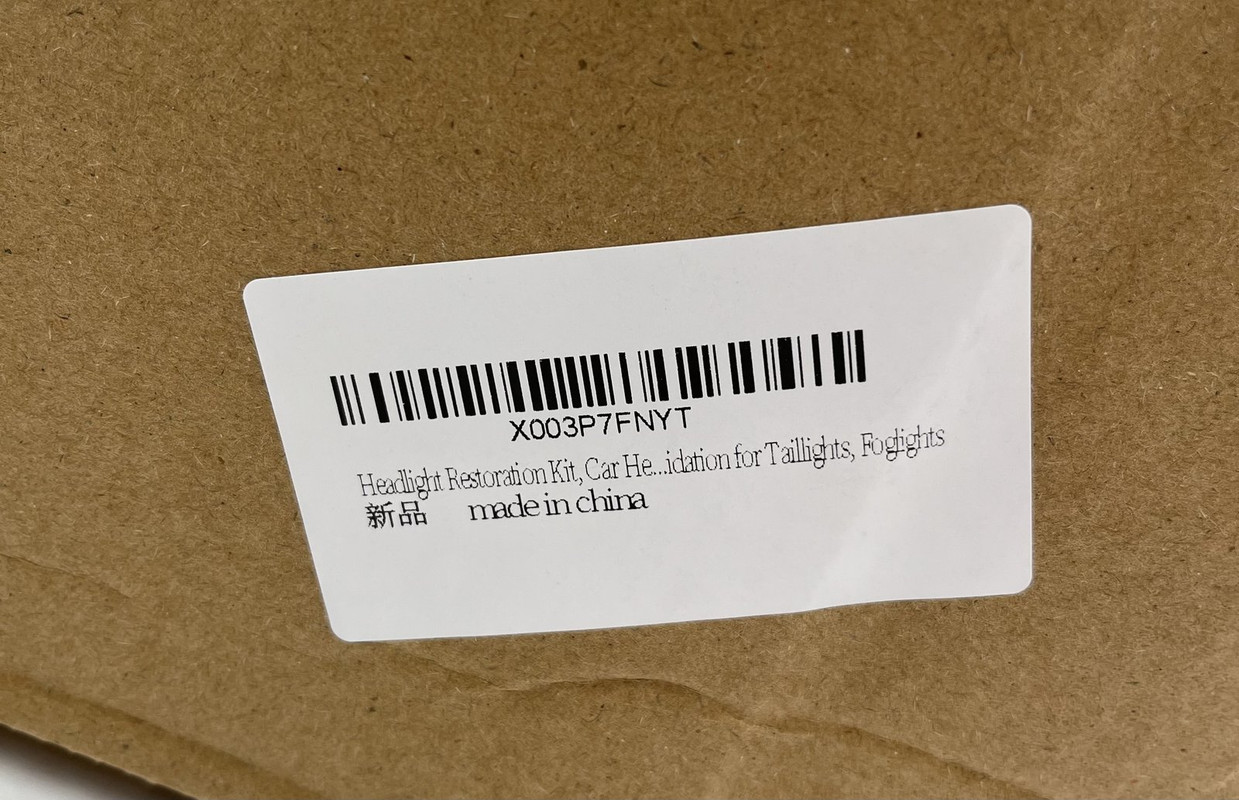 X003P7FNYT
Headlight Restoration Kit, Car He...idation for Taillights, Foglights
新品 made in china